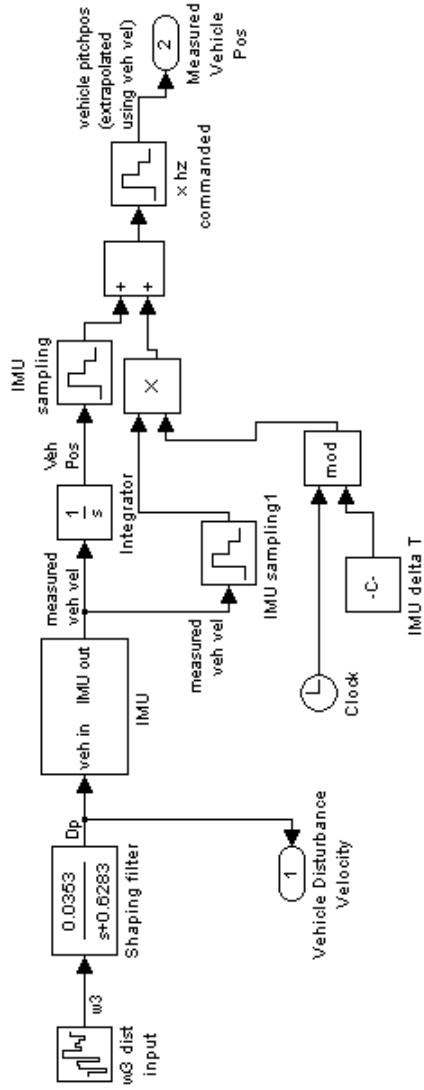 w3 dist
input
w3
0.0353
s+0.6283
Shaping filter
Dp
Vehicle Disturbance
Velocity
1
veh in
IMU out
IMU
measured
veh vel
1
s
Integrator
Veh
Pos
IMU
sampling
measured
veh vel
IMU sampling1
Clock
-C-
IMU delta T
mod
×
+
+
x hz
commanded
vehicle pitchpos
(extrapolated
using veh vel)
2
Measured
Vehicle
Pos